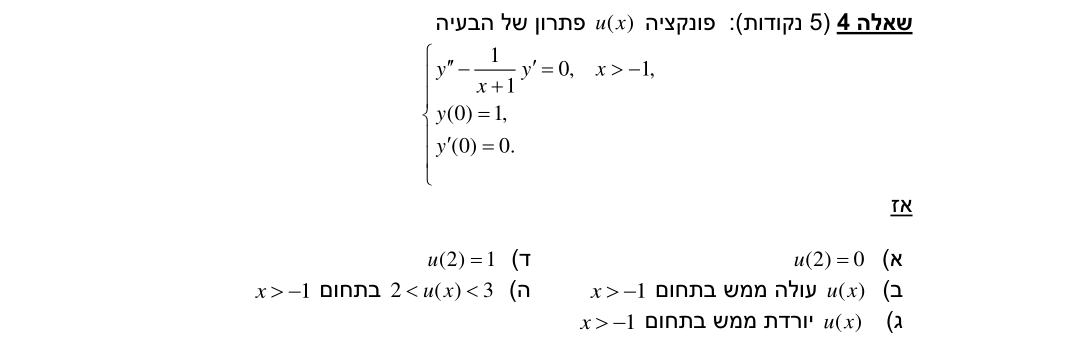 שאלה 4 (5 נקודות): פונקציה u(x) פתרון של הבעיה
y″ − 1/(x+1) y′ = 0, x > −1,
y(0) = 1,
y′(0) = 0.
אז
א) u(2) = 0
ד) u(2) = 1
ב) u(x) עולה ממש בתחום x > −1
ה) 2 < u(x) < 3 בתחום x > −1
ג) u(x) יורדת ממש בתחום x > −1